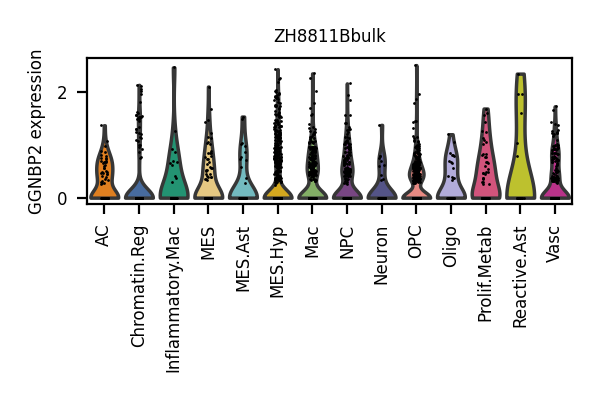 ZH8811Bbulk
GGNBP2 expression
2
0
AC
Chromatin.Reg
Inflammatory.Mac
MES
MES.Ast
MES.Hyp
Mac
NPC
Neuron
OPC
Oligo
Prolif.Metab
Reactive.Ast
Vasc